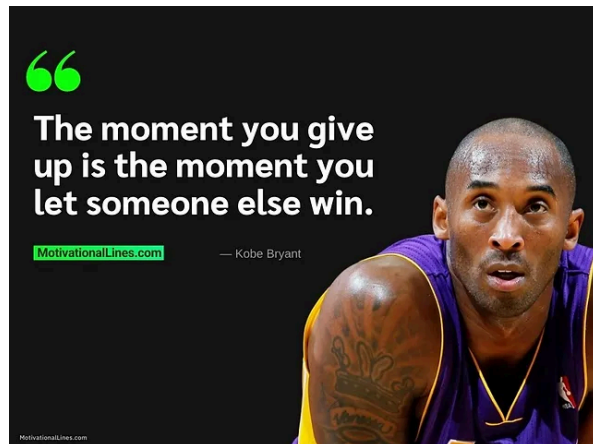 The moment you give
up is the moment you
let someone else win.
MotivationalLines.com — Kobe Bryant
MotivationalLines.com